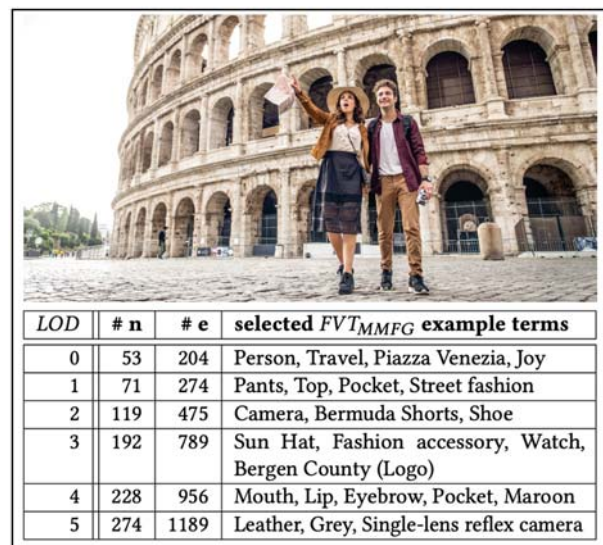 LOD # n # e selected FVT_MMFG example terms
0 53 204 Person, Travel, Piazza Venezia, Joy
1 71 274 Pants, Top, Pocket, Street fashion
2 119 475 Camera, Bermuda Shorts, Shoe
3 192 789 Sun Hat, Fashion accessory, Watch,
Bergen County (Logo)
4 228 956 Mouth, Lip, Eyebrow, Pocket, Maroon
5 274 1189 Leather, Grey, Single-lens reflex camera